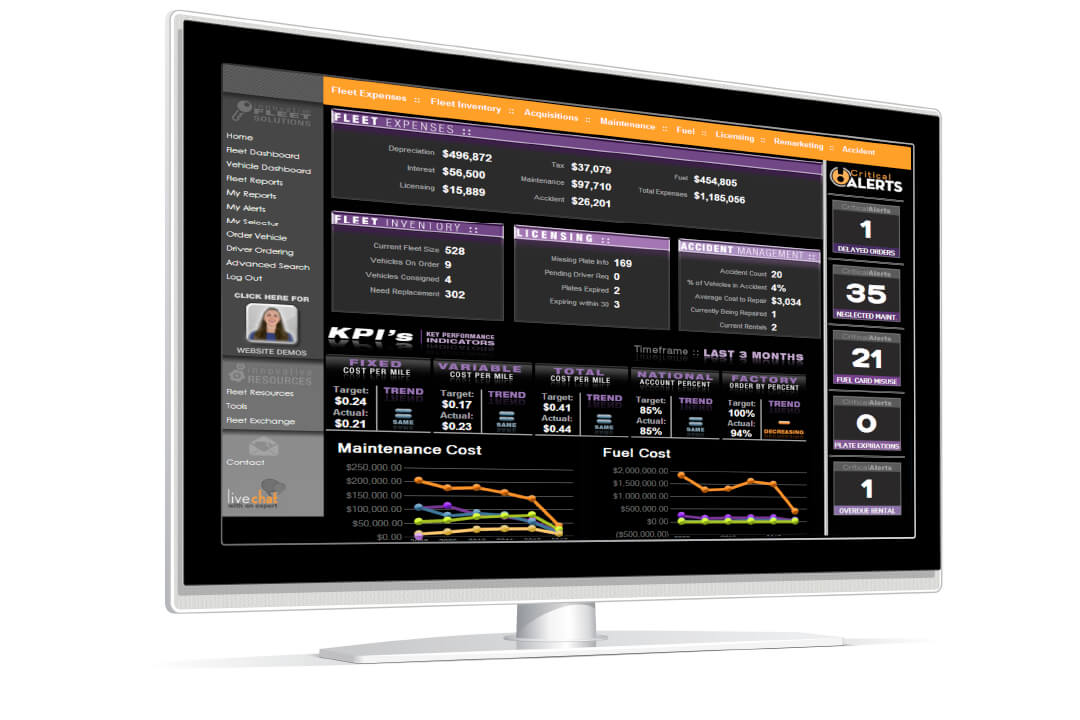 Fleet Expenses :: Fleet Inventory :: Acquisitions :: Maintenance :: Fuel :: Licensing :: Remarketing :: Accident
innovative
FLEET
SOLUTIONS
Home
Fleet Dashboard
Vehicle Dashboard
Fleet Reports
My Reports
My Alerts
My Selector
Order Vehicle
Driver Ordering
Advanced Search
Log Out
CLICK HERE FOR
WEBSITE DEMOS
innovative
RESOURCES
Fleet Resources
Tools
Fleet Exchange
Contact
live chat
with an expert
FLEET EXPENSES ::
Depreciation $496,872
Interest $56,500
Licensing $15,889
Tax $37,079
Maintenance $97,710
Accident $26,201
Fuel $454,805
Total Expenses $1,185,056
FLEET INVENTORY ::
Current Fleet Size 528
Vehicles On Order 9
Vehicles Consigned 4
Need Replacement 302
LICENSING ::
Missing Plate Info 169
Pending Driver Req 0
Plates Expired 2
Expiring within 30 3
ACCIDENT MANAGEMENT ::
Accident Count 20
% of Vehicles in Accident 4%
Average Cost to Repair $3,034
Currently Being Repaired 1
Current Rentals 2
KPI's
KEY PERFORMANCE
INDICATORS
Timeframe :: LAST 3 MONTHS
FIXED
COST PER MILE
Target:
$0.24
Actual:
$0.21
TREND
SAME
VARIABLE
COST PER MILE
Target:
$0.17
Actual:
$0.23
TREND
SAME
TOTAL
COST PER MILE
Target:
$0.41
Actual:
$0.44
TREND
SAME
NATIONAL
ACCOUNT PERCENT
Target:
85%
Actual:
85%
TREND
SAME
FACTORY
ORDER BY PERCENT
Target:
100%
Actual:
94%
TREND
DECREASING
Maintenance Cost
$250,000.00
$200,000.00
$150,000.00
$100,000.00
$50,000.00
$0.00
Fuel Cost
$2,000,000.00
$1,500,000.00
$1,000,000.00
$500,000.00
$0.00
($500,000.00)
Critical
ALERTS
CriticalAlerts
1
DELAYED ORDERS
CriticalAlerts
35
NEGLECTED MAINT
CriticalAlerts
21
FUEL CARD MISUSE
CriticalAlerts
0
PLATE EXPIRATIONS
CriticalAlerts
1
OVERDUE RENTAL